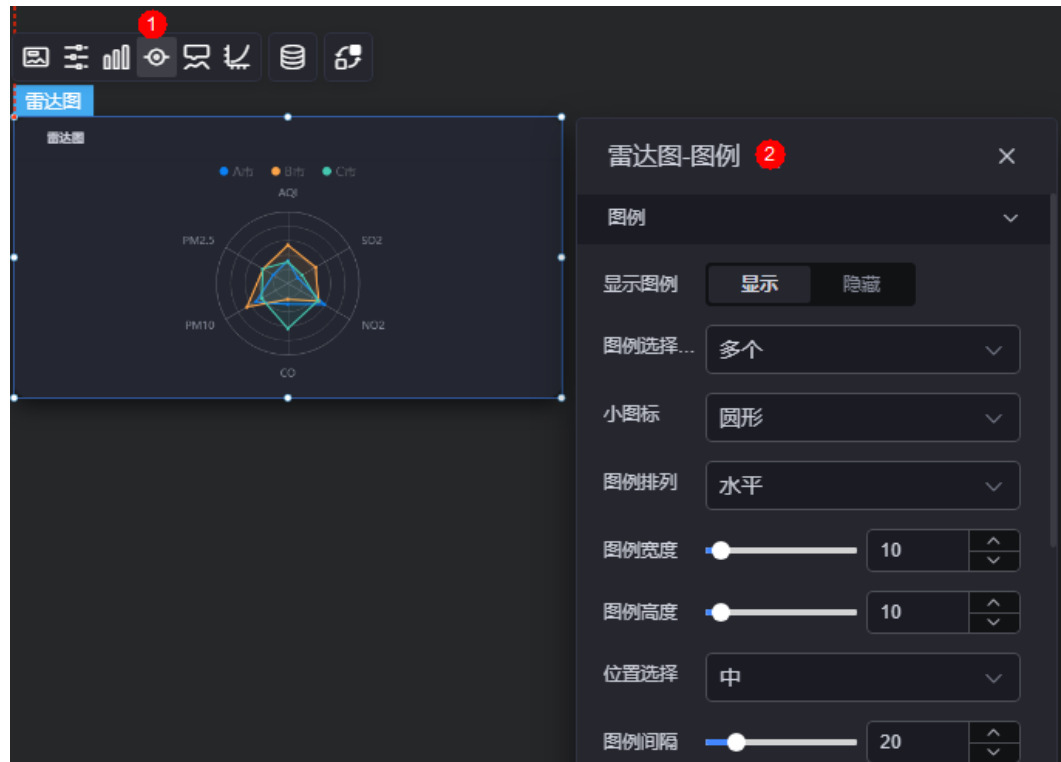 1
雷达图
雷达图
A市 B市 C市
AQI
PM2.5
SO2
PM10
NO2
CO
雷达图-图例 2
图例
显示图例 显示 隐藏
图例选择... 多个
小图标 圆形
图例排列 水平
图例宽度 10
图例高度 10
位置选择 中
图例间隔 20